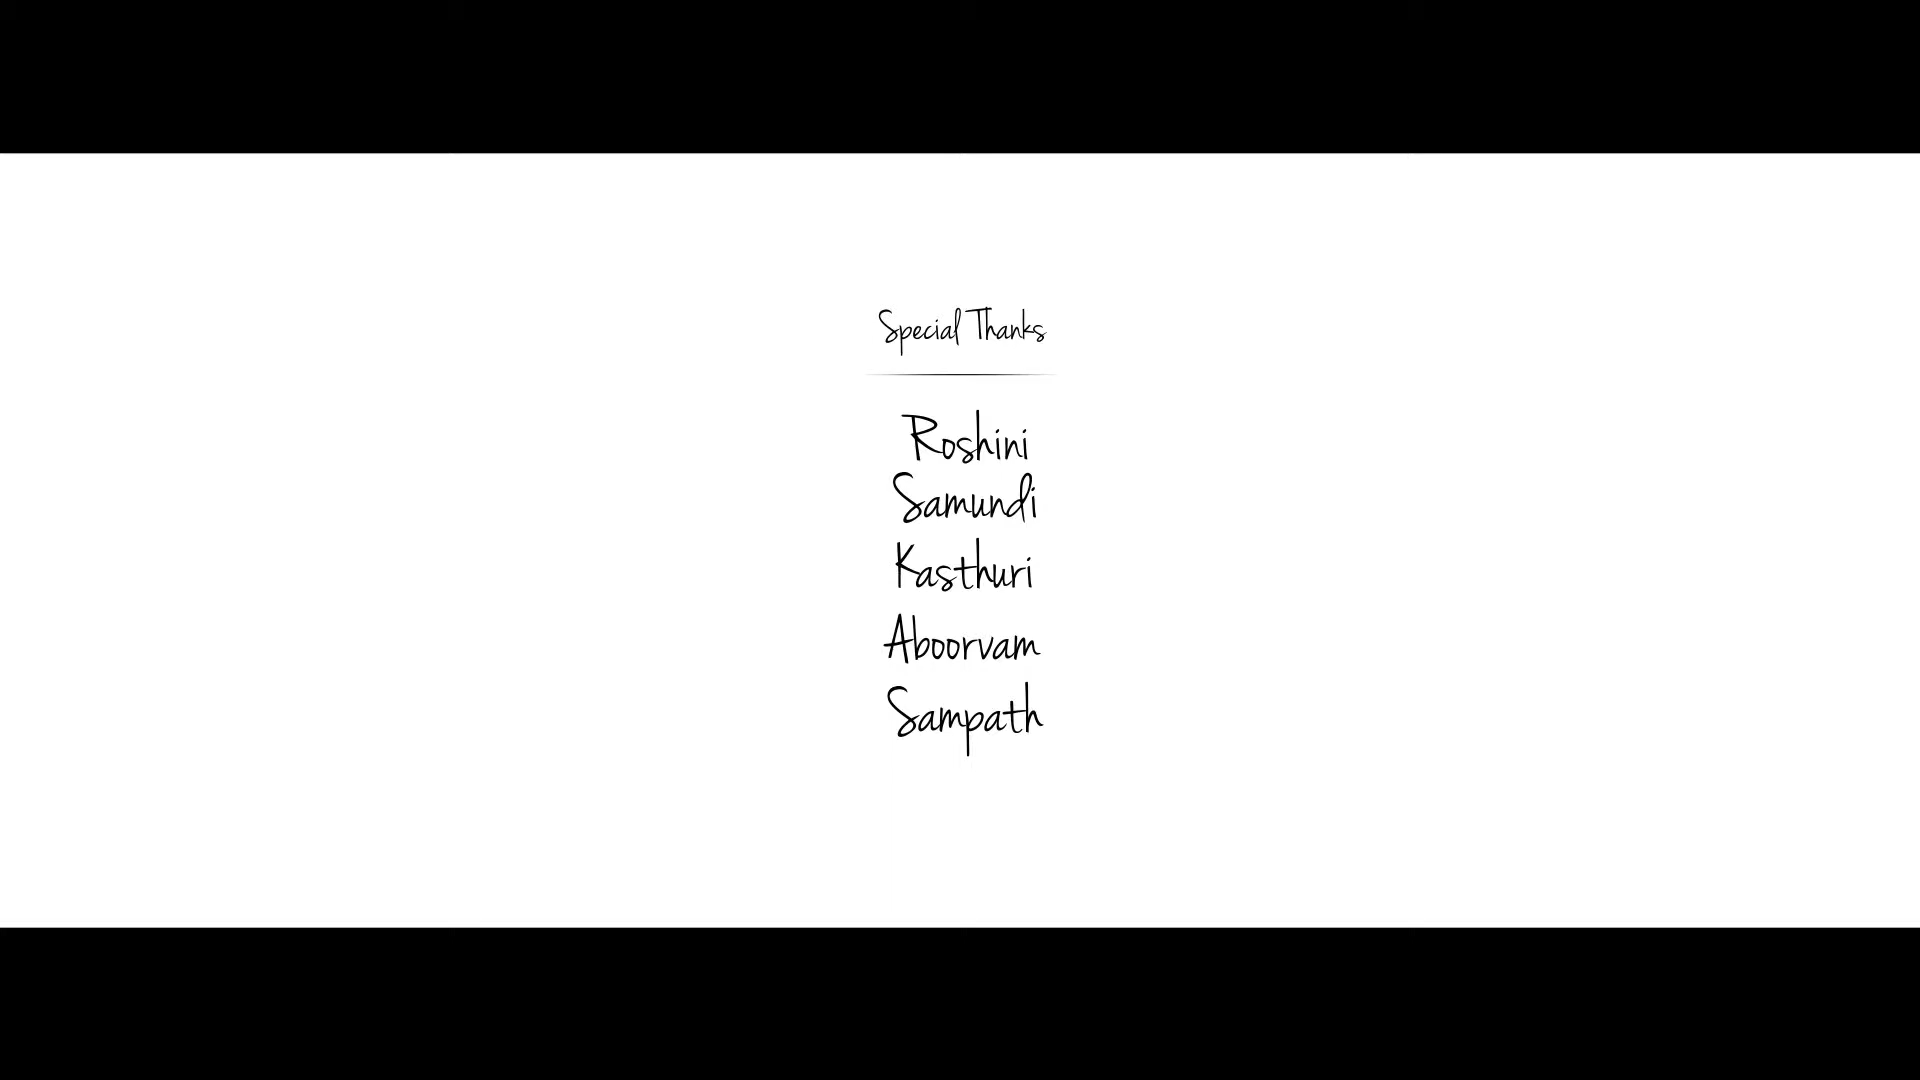 Special Thanks
Roshini
Samundi
Kasthuri
Aboorvam
Sampath